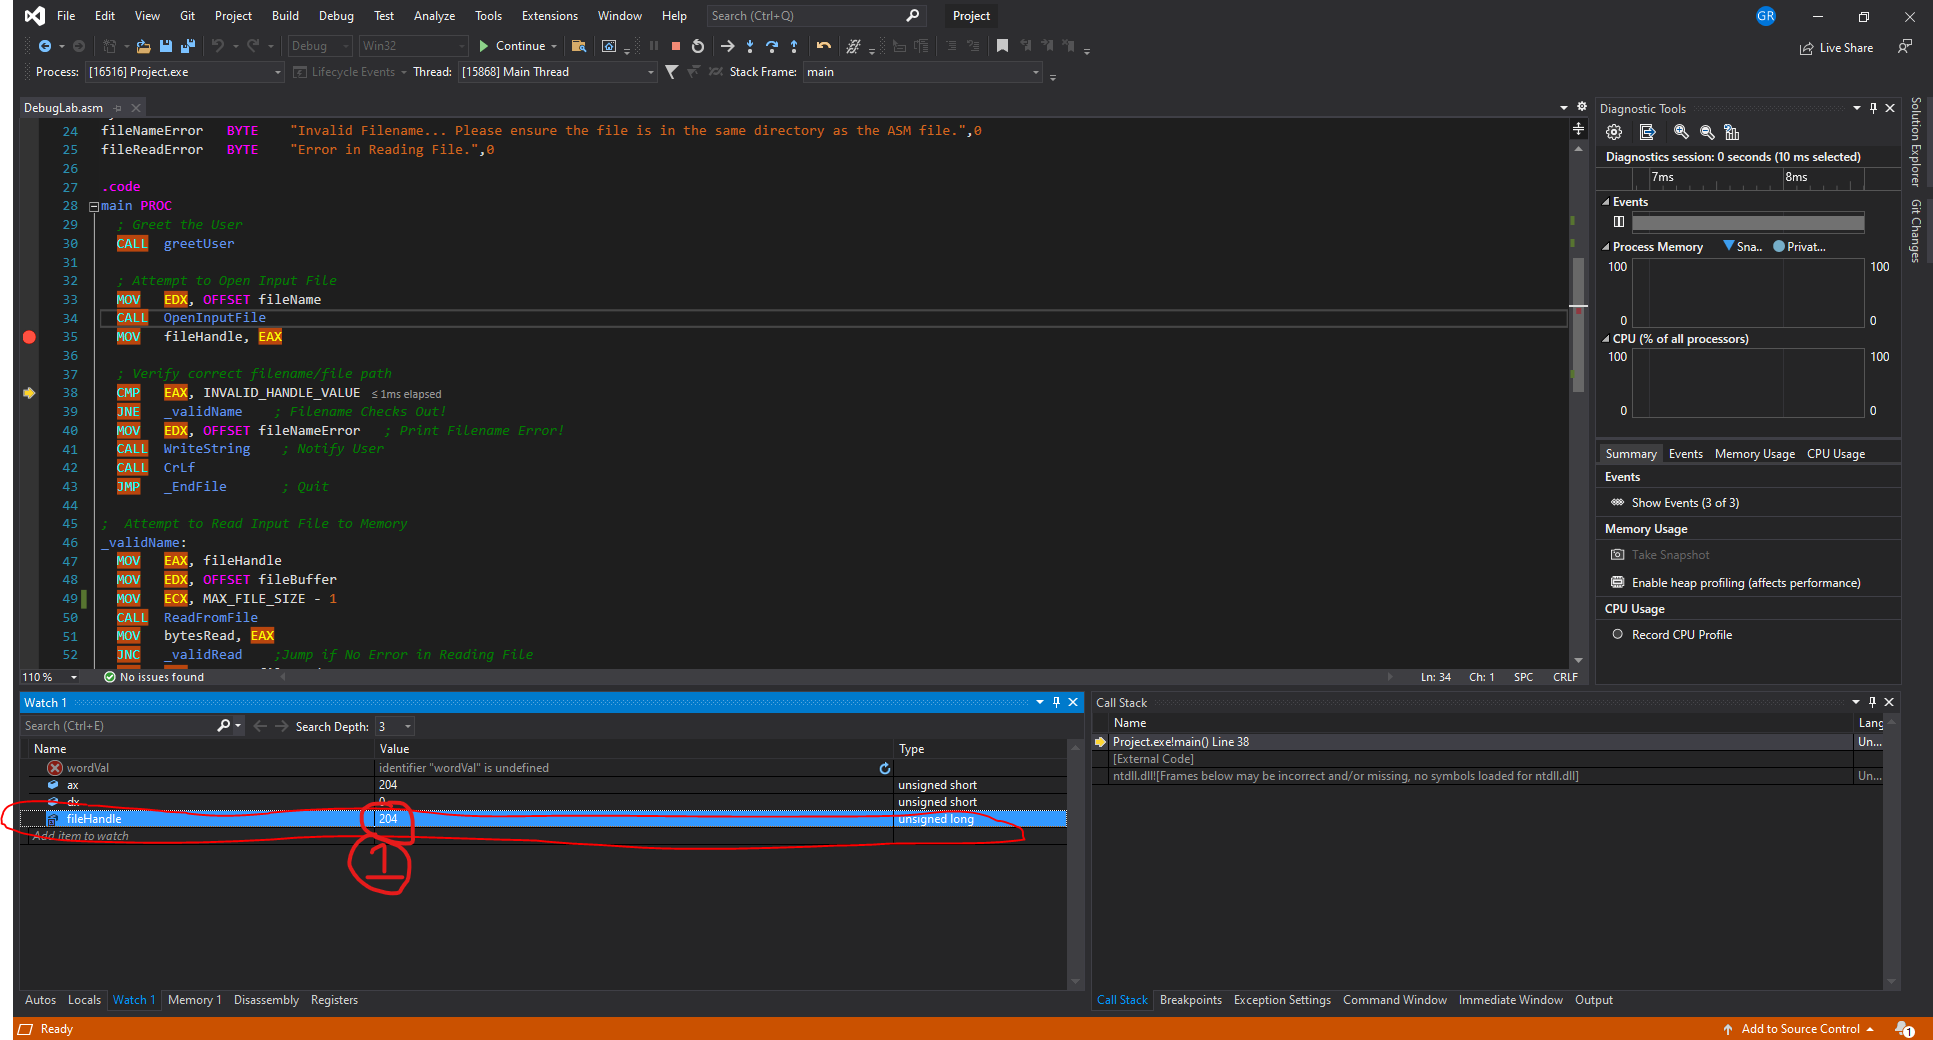 File Edit View Git Project Build Debug Test Analyze Tools Extensions Window Help Search (Ctrl+Q) Project GR
Debug Win32 Continue Live Share
Process: [16516] Project.exe Lifecycle Events Thread: [15868] Main Thread Stack Frame: main
DebugLab.asm
24 fileNameError BYTE "Invalid Filename... Please ensure the file is in the same directory as the ASM file.",0
25 fileReadError BYTE "Error in Reading File.",0
26
27 .code
28 main PROC
29 ; Greet the User
30 CALL greetUser
31
32 ; Attempt to Open Input File
33 MOV EDX, OFFSET fileName
34 CALL OpenInputFile
35 MOV fileHandle, EAX
36
37 ; Verify correct filename/file path
38 CMP EAX, INVALID_HANDLE_VALUE ≤ 1ms elapsed
39 JNE _validName ; Filename Checks Out!
40 MOV EDX, OFFSET fileNameError ; Print Filename Error!
41 CALL WriteString ; Notify User
42 CALL CrLf
43 JMP _EndFile ; Quit
44
45 ; Attempt to Read Input File to Memory
46 _validName:
47 MOV EAX, fileHandle
48 MOV EDX, OFFSET fileBuffer
49 MOV ECX, MAX_FILE_SIZE - 1
50 CALL ReadFromFile
51 MOV bytesRead, EAX
52 JNC _validRead ;Jump if No Error in Reading File
110 % No issues found Ln: 34 Ch: 1 SPC CRLF
Diagnostic Tools
Diagnostics session: 0 seconds (10 ms selected)
7ms 8ms
Events
Process Memory Sna.. Privat...
100 100
0 0
CPU (% of all processors)
100 100
0 0
Summary Events Memory Usage CPU Usage
Events
Show Events (3 of 3)
Memory Usage
Take Snapshot
Enable heap profiling (affects performance)
CPU Usage
Record CPU Profile
Solution Explorer
Git Changes
Watch 1
Search (Ctrl+E) Search Depth: 3
Name Value Type
wordVal identifier "wordVal" is undefined
ax 204 unsigned short
dx 0 unsigned short
fileHandle 204 unsigned long
Add item to watch
1
Autos Locals Watch 1 Memory 1 Disassembly Registers
Call Stack
Name Lang
Project.exe!main() Line 38 Un...
[External Code]
ntdll.dll![Frames below may be incorrect and/or missing, no symbols loaded for ntdll.dll] Un...
Call Stack Breakpoints Exception Settings Command Window Immediate Window Output
Ready Add to Source Control 1